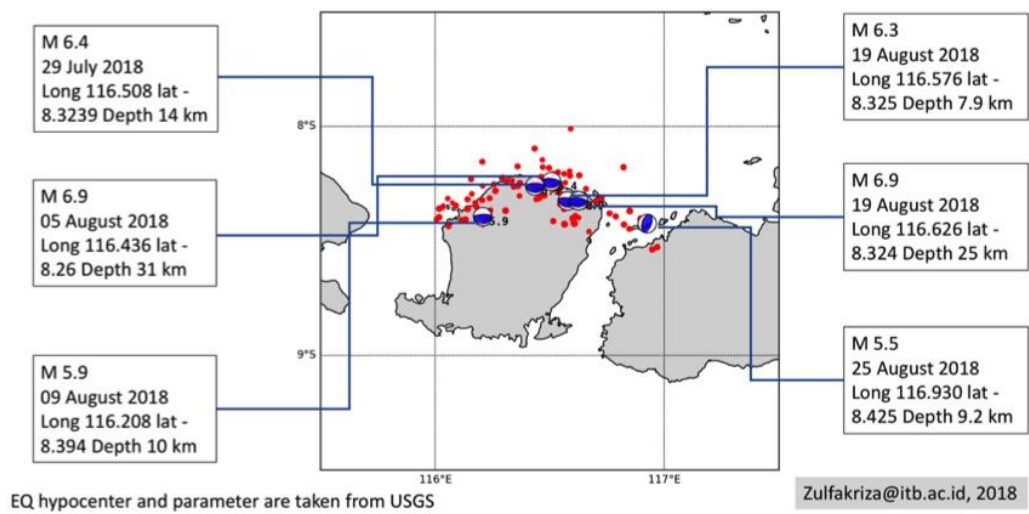 M 6.4
29 July 2018
Long 116.508 lat -
8.3239 Depth 14 km
M 6.9
05 August 2018
Long 116.436 lat -
8.26 Depth 31 km
M 5.9
09 August 2018
Long 116.208 lat -
8.394 Depth 10 km
8°S
9°S
116°E
117°E
5.9
M 6.3
19 August 2018
Long 116.576 lat -
8.325 Depth 7.9 km
M 6.9
19 August 2018
Long 116.626 lat -
8.324 Depth 25 km
M 5.5
25 August 2018
Long 116.930 lat -
8.425 Depth 9.2 km
EQ hypocenter and parameter are taken from USGS
Zulfakriza@itb.ac.id, 2018